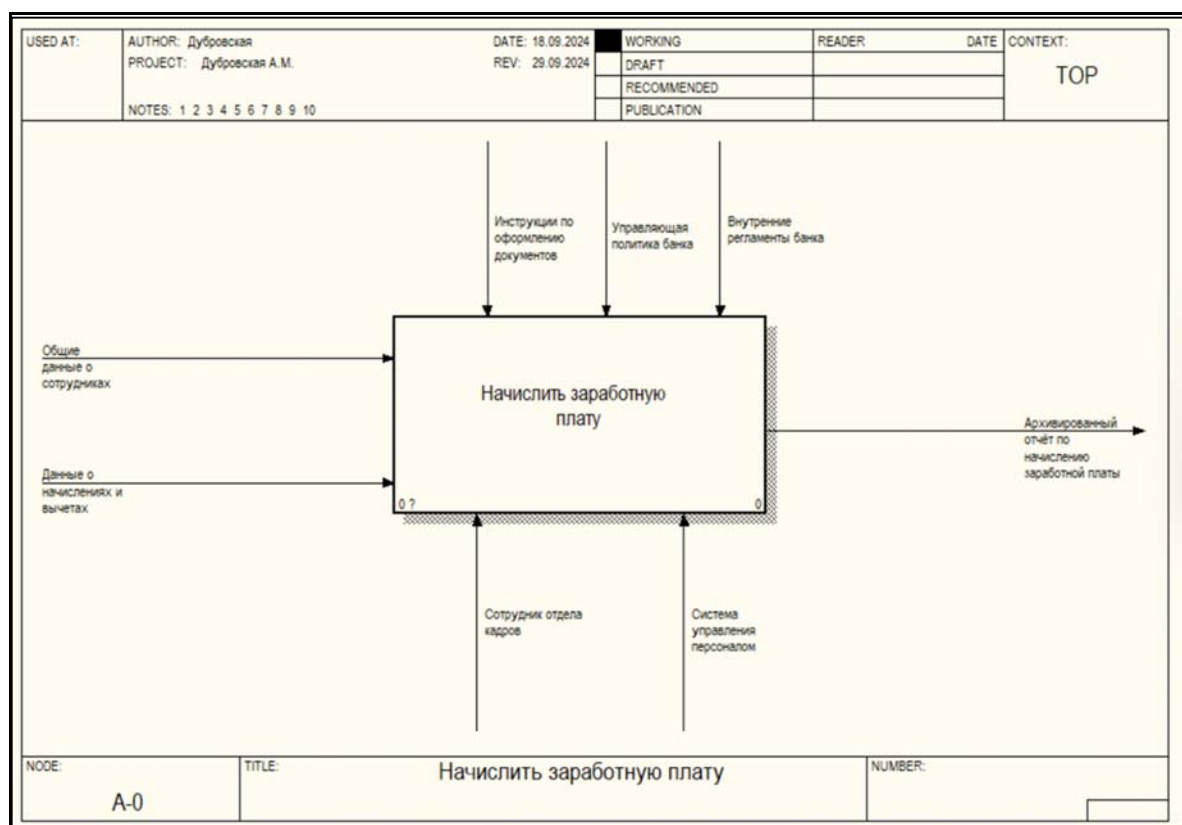 USED AT:
AUTHOR: Дубровская
DATE: 18.09.2024
WORKING
READER
DATE
CONTEXT:
PROJECT: Дубровская А.М.
REV: 29.09.2024
DRAFT
TOP
RECOMMENDED
NOTES: 1 2 3 4 5 6 7 8 9 10
PUBLICATION
Инструкции по
оформлению
документов
Управляющая
политика банка
Внутренние
регламенты банка
Общие
данные о
сотрудниках
Начислить заработную
плату
Архивированный
отчёт по
начислению
заработной платы
Данные о
начислениях и
вычетах
0 ?
0
Сотрудник отдела
кадров
Система
управления
персоналом
NODE:
A-0
TITLE:
Начислить заработную плату
NUMBER: